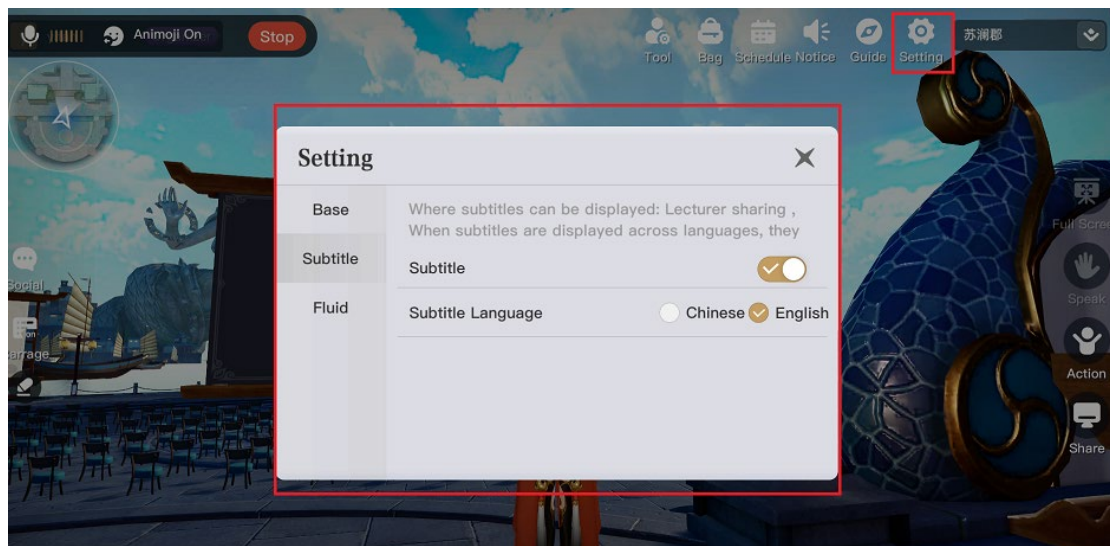 Animoji On
Stop
Tool
Bag
Schedule
Notice
Guide
Setting
苏澜郡
Setting
Base
Subtitle
Fluid
Where subtitles can be displayed: Lecturer sharing ,
When subtitles are displayed across languages, they
Subtitle
Subtitle Language
Chinese
English
Social
on
Full Scree
Speak
Action
Share